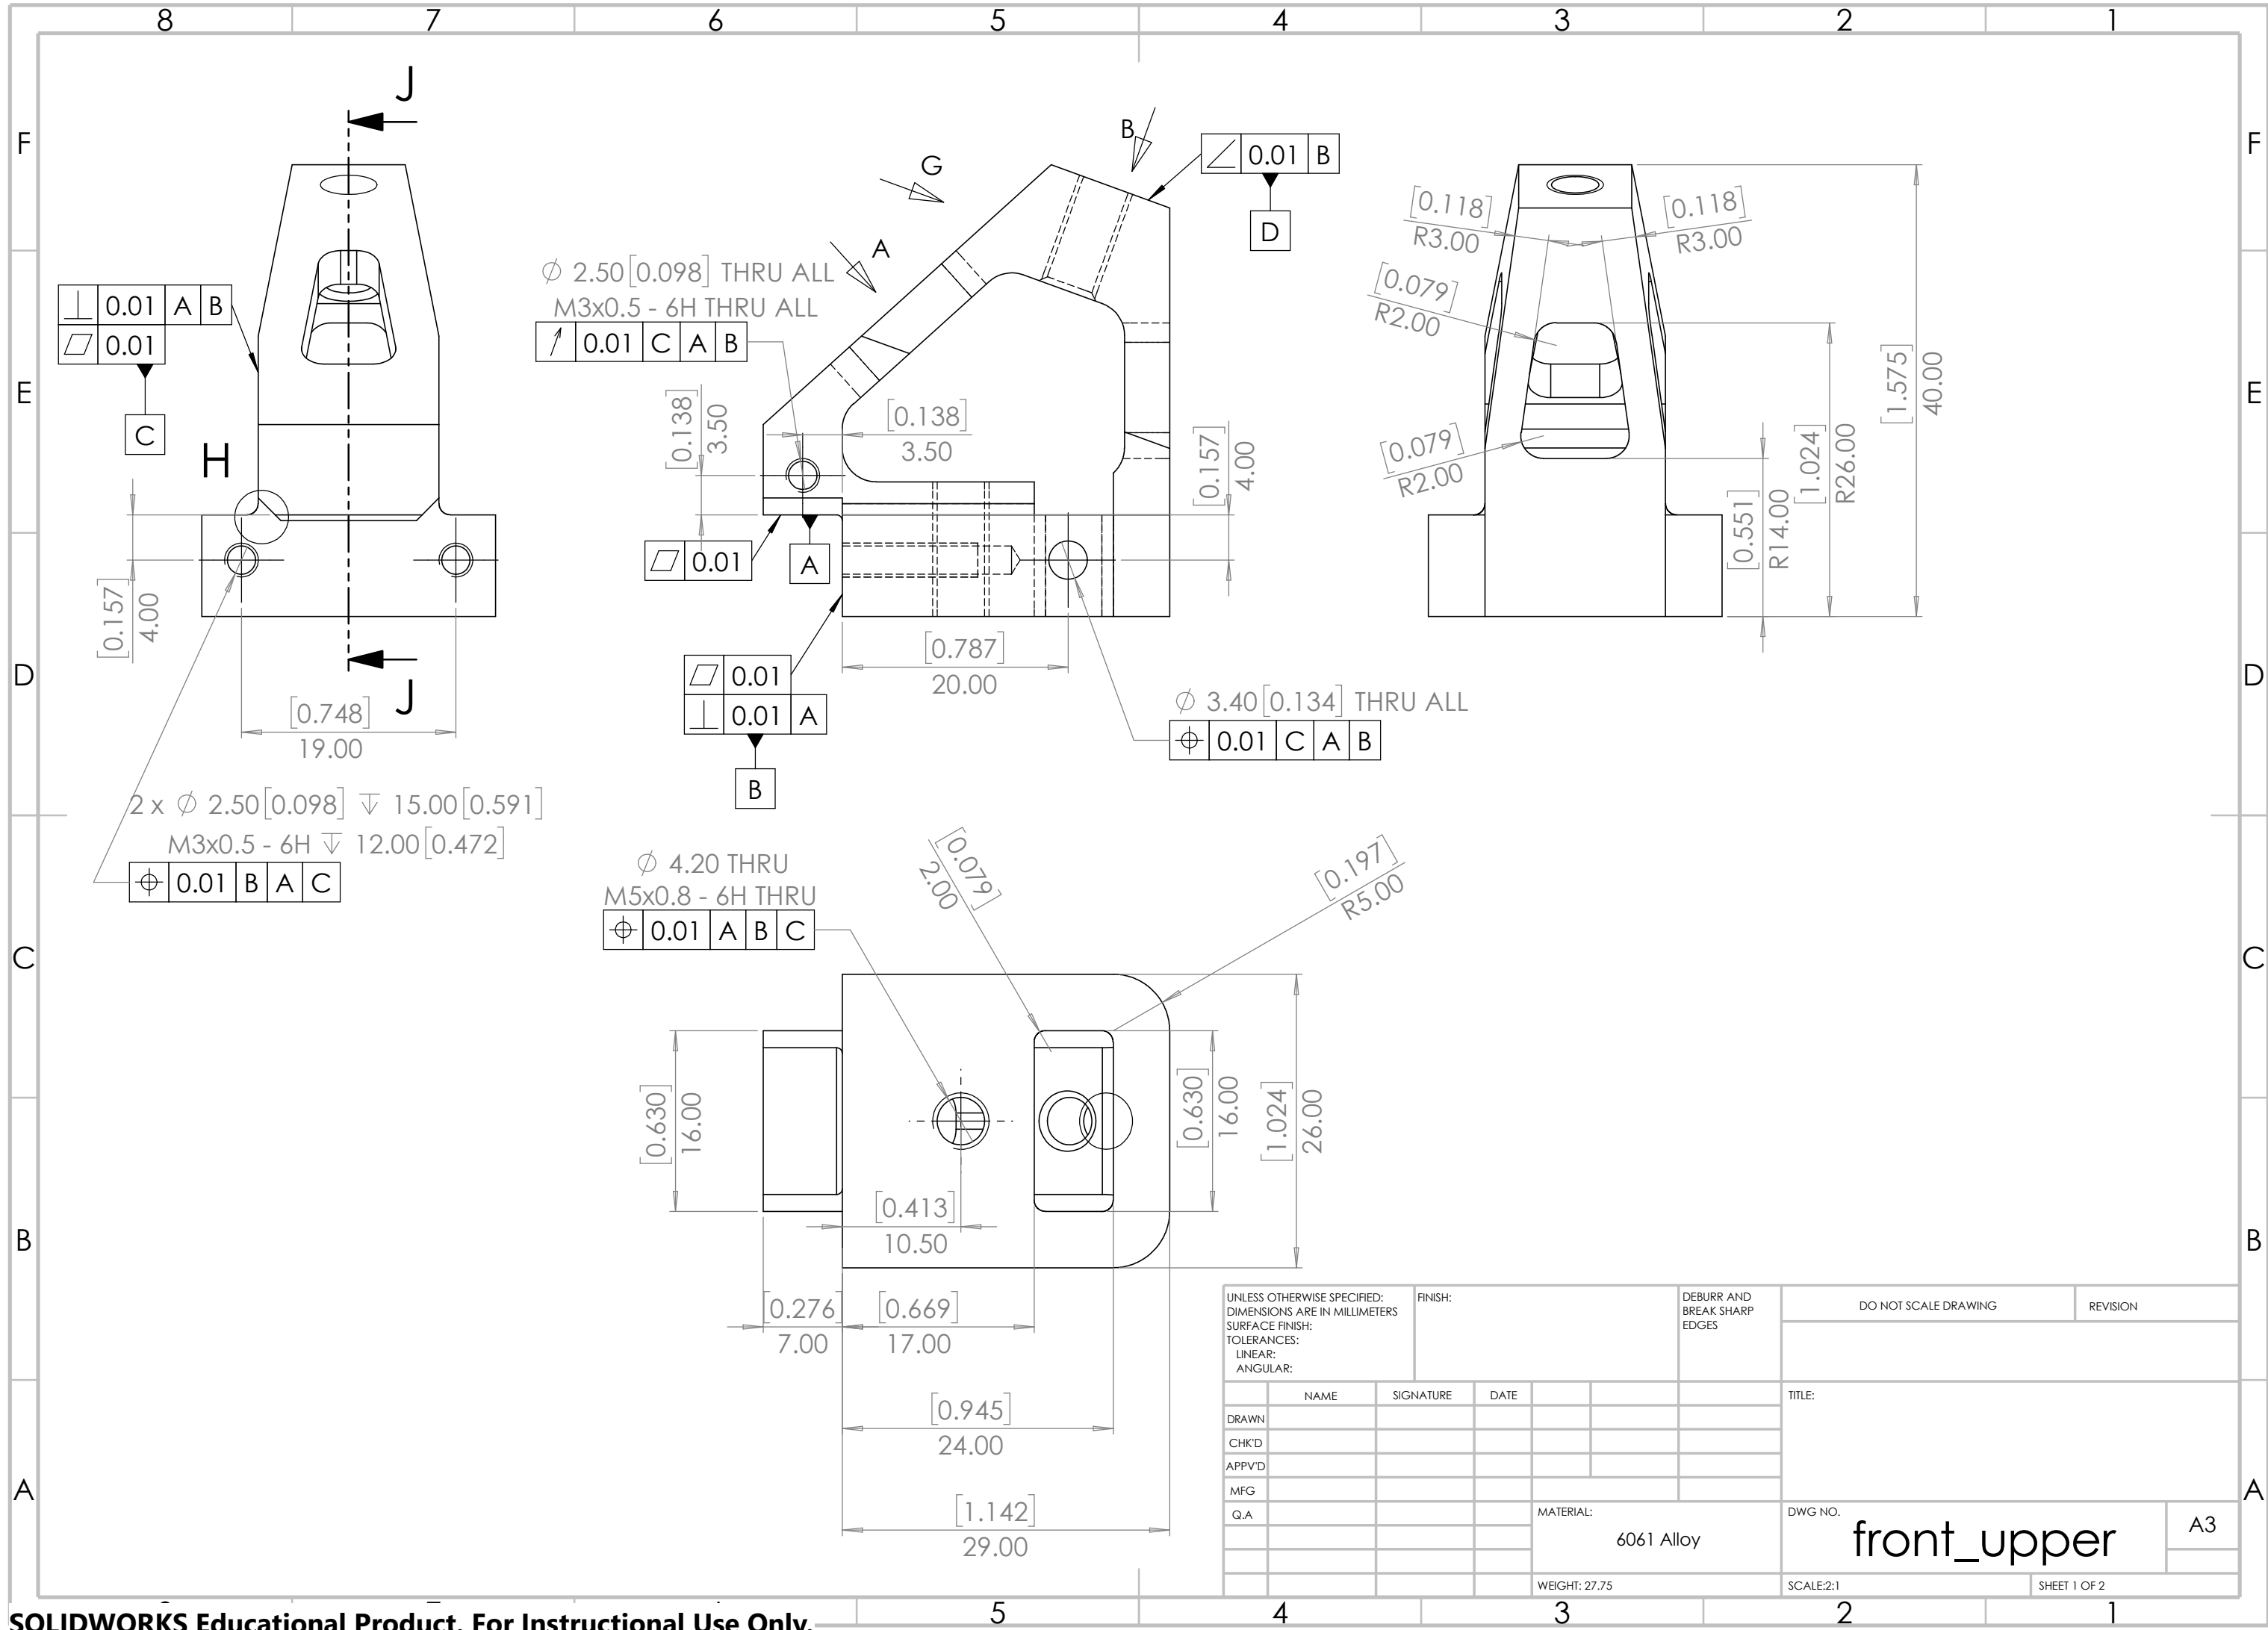 8 7 6 5 4 3 2 1
F F
E E
D D
C C
B B
A A
J
J
H
⟂ 0.01 A B
⏥ 0.01
C
[0.157]
4.00
[0.748]
19.00
2 x ∅ 2.50[0.098] ↧ 15.00[0.591]
M3x0.5 - 6H ↧ 12.00[0.472]
⌖ 0.01 B A C
G
A
B
∠ 0.01 B
D
∅ 2.50[0.098] THRU ALL
M3x0.5 - 6H THRU ALL
↗ 0.01 C A B
[0.138]
3.50
[0.138]
3.50
[0.157]
4.00
⏥ 0.01
A
⏥ 0.01
⟂ 0.01 A
B
[0.787]
20.00
∅ 3.40[0.134] THRU ALL
⌖ 0.01 C A B
[0.118]
R3.00
[0.118]
R3.00
[0.079]
R2.00
[0.079]
R2.00
[0.551]
R14.00
[1.024]
R26.00
[1.575]
40.00
∅ 4.20 THRU
M5x0.8 - 6H THRU
⌖ 0.01 A B C
[0.079]
2.00
[0.197]
R5.00
[0.630]
16.00
[0.630]
16.00
[1.024]
26.00
[0.413]
10.50
[0.276]
7.00
[0.669]
17.00
[0.945]
24.00
[1.142]
29.00
UNLESS OTHERWISE SPECIFIED:
DIMENSIONS ARE IN MILLIMETERS
SURFACE FINISH:
TOLERANCES:
LINEAR:
ANGULAR:
FINISH:
DEBURR AND
BREAK SHARP
EDGES
DO NOT SCALE DRAWING
REVISION
NAME SIGNATURE DATE
DRAWN
CHK'D
APPV'D
MFG
Q.A
TITLE:
MATERIAL:
6061 Alloy
DWG NO.
front_upper
A3
WEIGHT: 27.75
SCALE:2:1
SHEET 1 OF 2
5 4 3 2 1
SOLIDWORKS Educational Product. For Instructional Use Only.